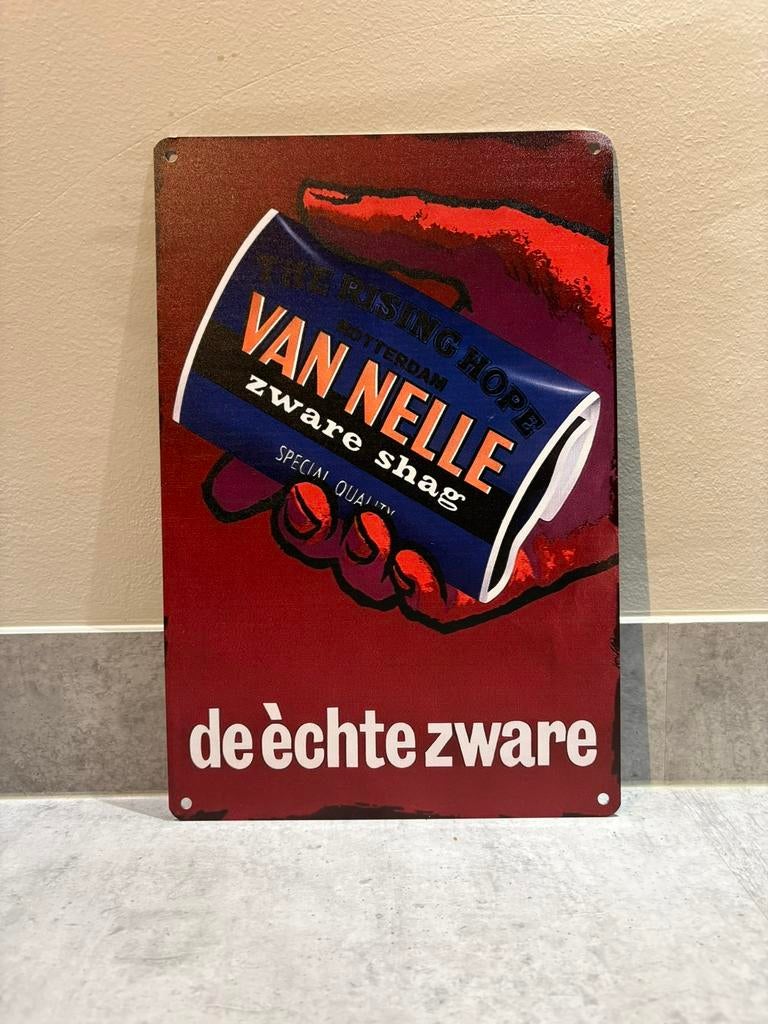 THE RISING HOPE
ROTTERDAM
VAN NELLE
zware shag
SPECIAL QUALITY
de èchte zware